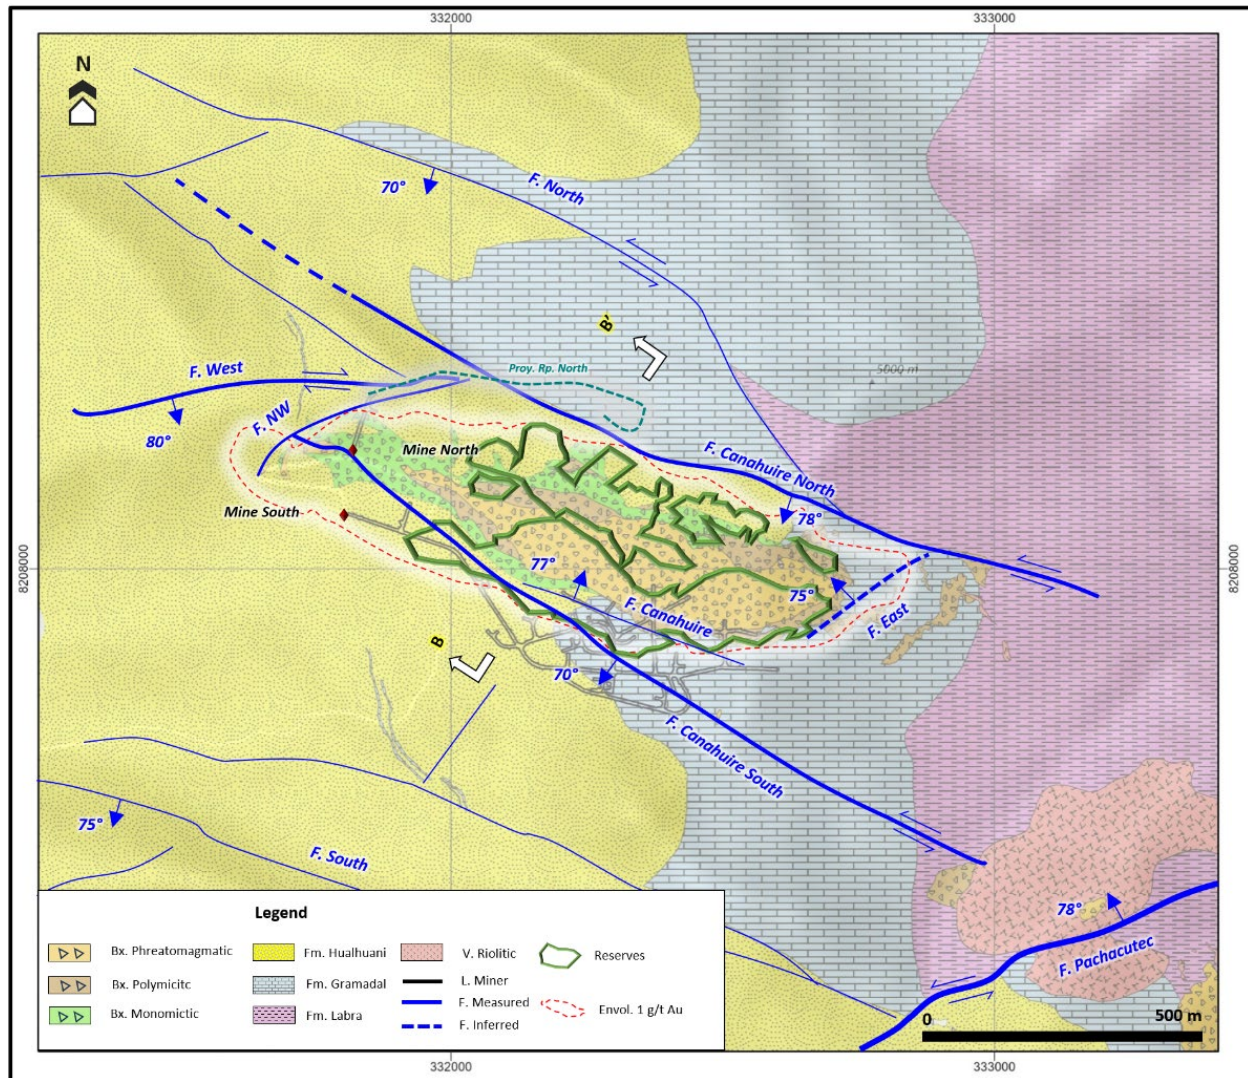 332000
333000
N
70°
F. North
B'
5000 m
Proy. Rp. North
F. West
80°
F. NW
Mine North
F. Canahuire North
Mine South
78°
8208000
8208000
77°
75°
F. Canahuire
F. East
B
70°
F. Canahuire South
75°
F. South
78°
F. Pachacutec
Legend
Bx. Phreatomagmatic
Fm. Hualhuani
V. Riolitic
Reserves
Bx. Polymicitc
Fm. Gramadal
L. Miner
F. Measured
Envol. 1 g/t Au
Bx. Monomictic
Fm. Labra
F. Inferred
0
500 m
332000
333000